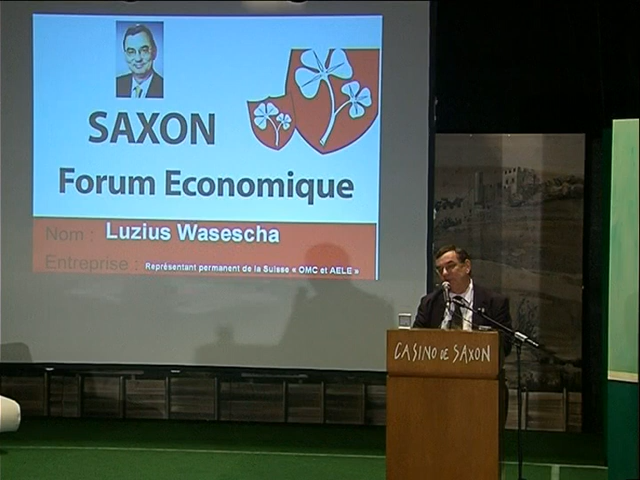 SAXON
Forum Economique
Nom : Luzius Wasescha
Entreprise : Représentant permanent de la Suisse « OMC et AELE »
CASINO DE SAXON